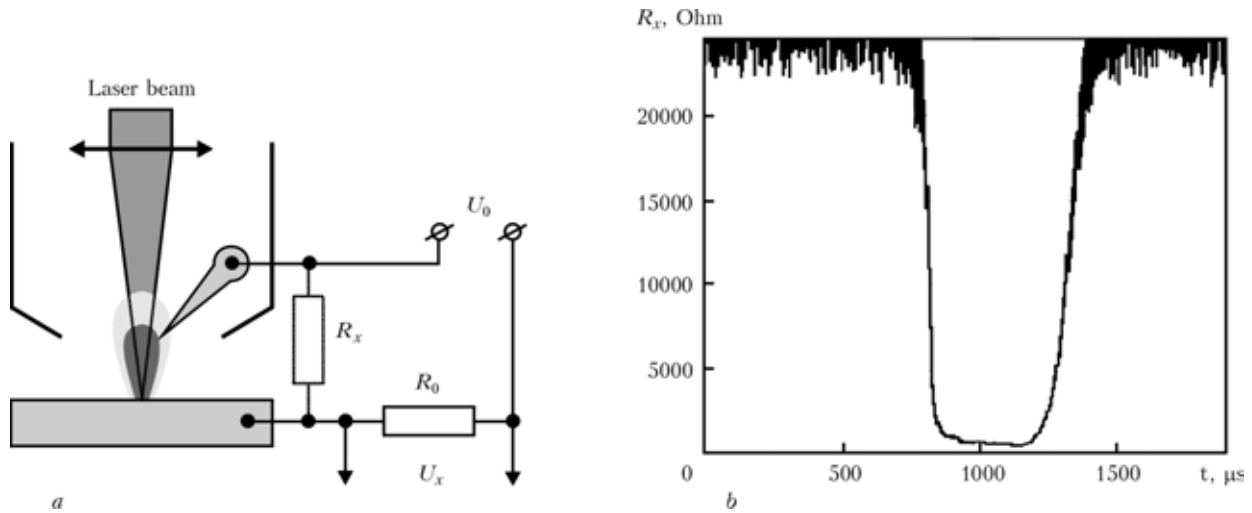 Laser beam
U₀
Rₓ
R₀
Uₓ
a
Rₓ, Ohm
20000
15000
10000
5000
0
500
1000
1500
t, μs
b